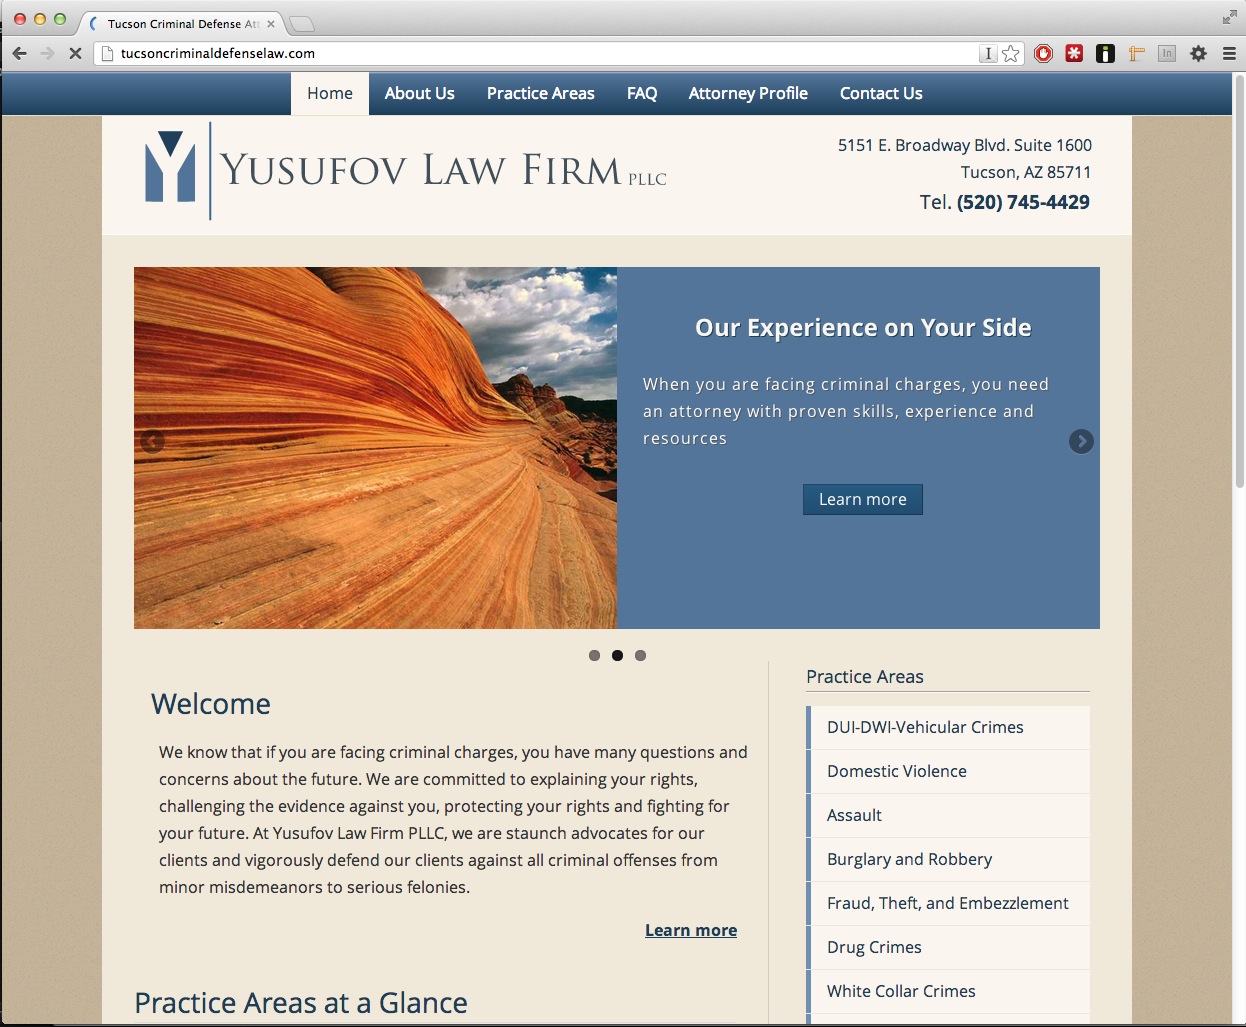 Tucson Criminal Defense Att
tucsoncriminaldefenselaw.com
Home About Us Practice Areas FAQ Attorney Profile Contact Us
Y YUSUFOV LAW FIRM PLLC
5151 E. Broadway Blvd. Suite 1600
Tucson, AZ 85711
Tel. (520) 745-4429
Our Experience on Your Side
When you are facing criminal charges, you need
an attorney with proven skills, experience and
resources
Learn more
Welcome
We know that if you are facing criminal charges, you have many questions and
concerns about the future. We are committed to explaining your rights,
challenging the evidence against you, protecting your rights and fighting for
your future. At Yusufov Law Firm PLLC, we are staunch advocates for our
clients and vigorously defend our clients against all criminal offenses from
minor misdemeanors to serious felonies.
Learn more
Practice Areas at a Glance
Practice Areas
DUI-DWI-Vehicular Crimes
Domestic Violence
Assault
Burglary and Robbery
Fraud, Theft, and Embezzlement
Drug Crimes
White Collar Crimes